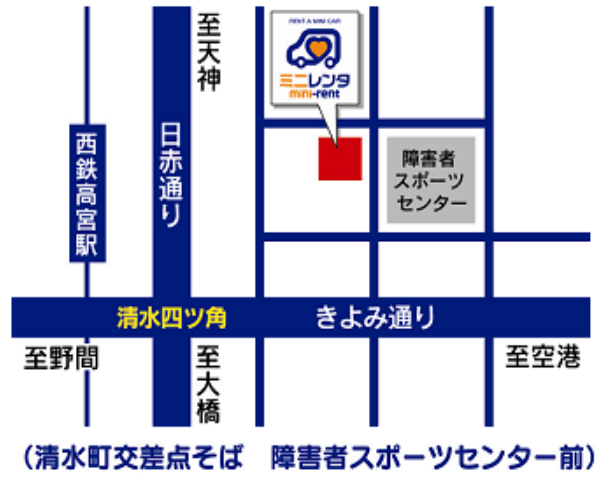 至天神
RENT A MINI CAR
ミニレンタ
mini-rent
西鉄高宮駅
日赤通り
障害者
スポーツ
センター
清水四ツ角
きよみ通り
至野間
至大橋
至空港
（清水町交差点そば　障害者スポーツセンター前）